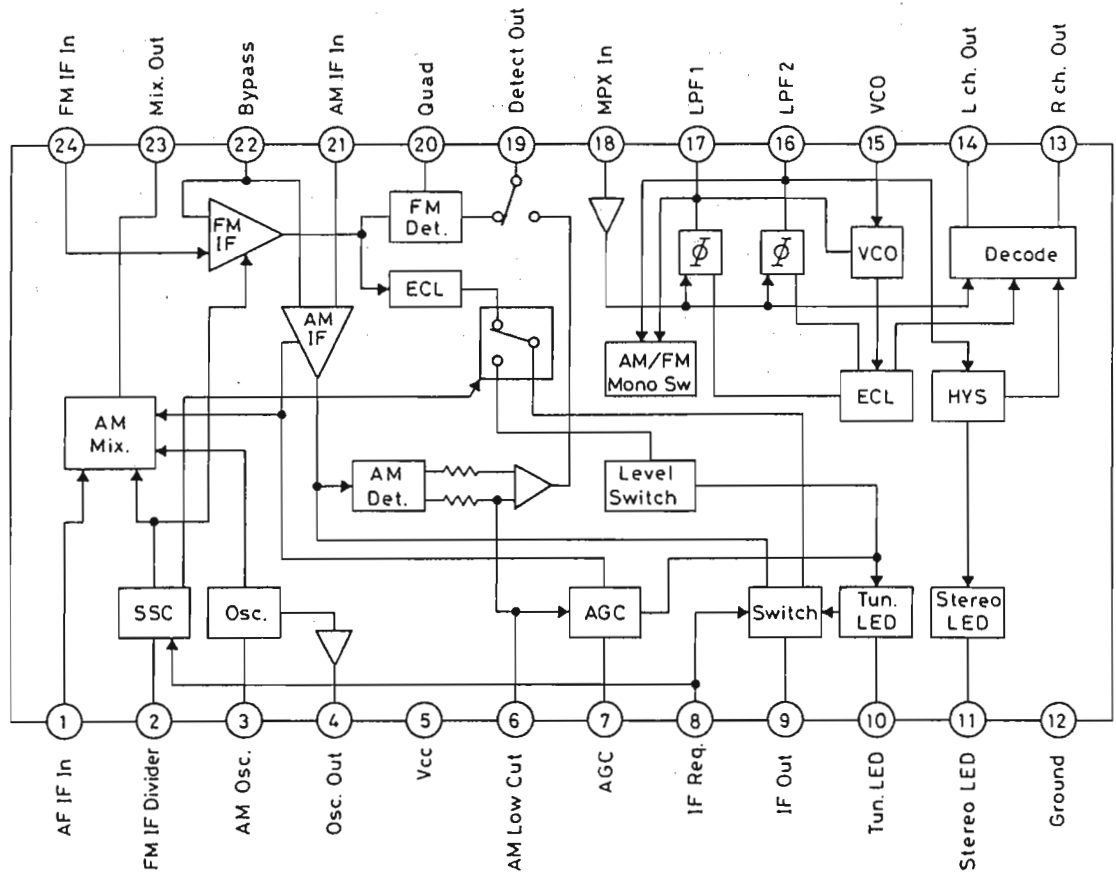 FM IF In
Mix. Out
Bypass
AM IF In
Quad
Detect Out
MPX In
LPF 1
LPF 2
VCO
L ch. Out
R ch. Out
24
23
22
21
20
19
18
17
16
15
14
13
FM
IF
FM
Det.
ϕ
ϕ
VCO
Decode
ECL
AM
IF
AM/FM
Mono Sw
ECL
HYS
AM
Mix.
AM
Det.
Level
Switch
SSC
Osc.
AGC
Switch
Tun.
LED
Stereo
LED
1
2
3
4
5
6
7
8
9
10
11
12
AF IF In
FM IF Divider
AM Osc.
Osc. Out
Vcc
AM Low Cut
AGC
IF Req.
IF Out
Tun. LED
Stereo LED
Ground